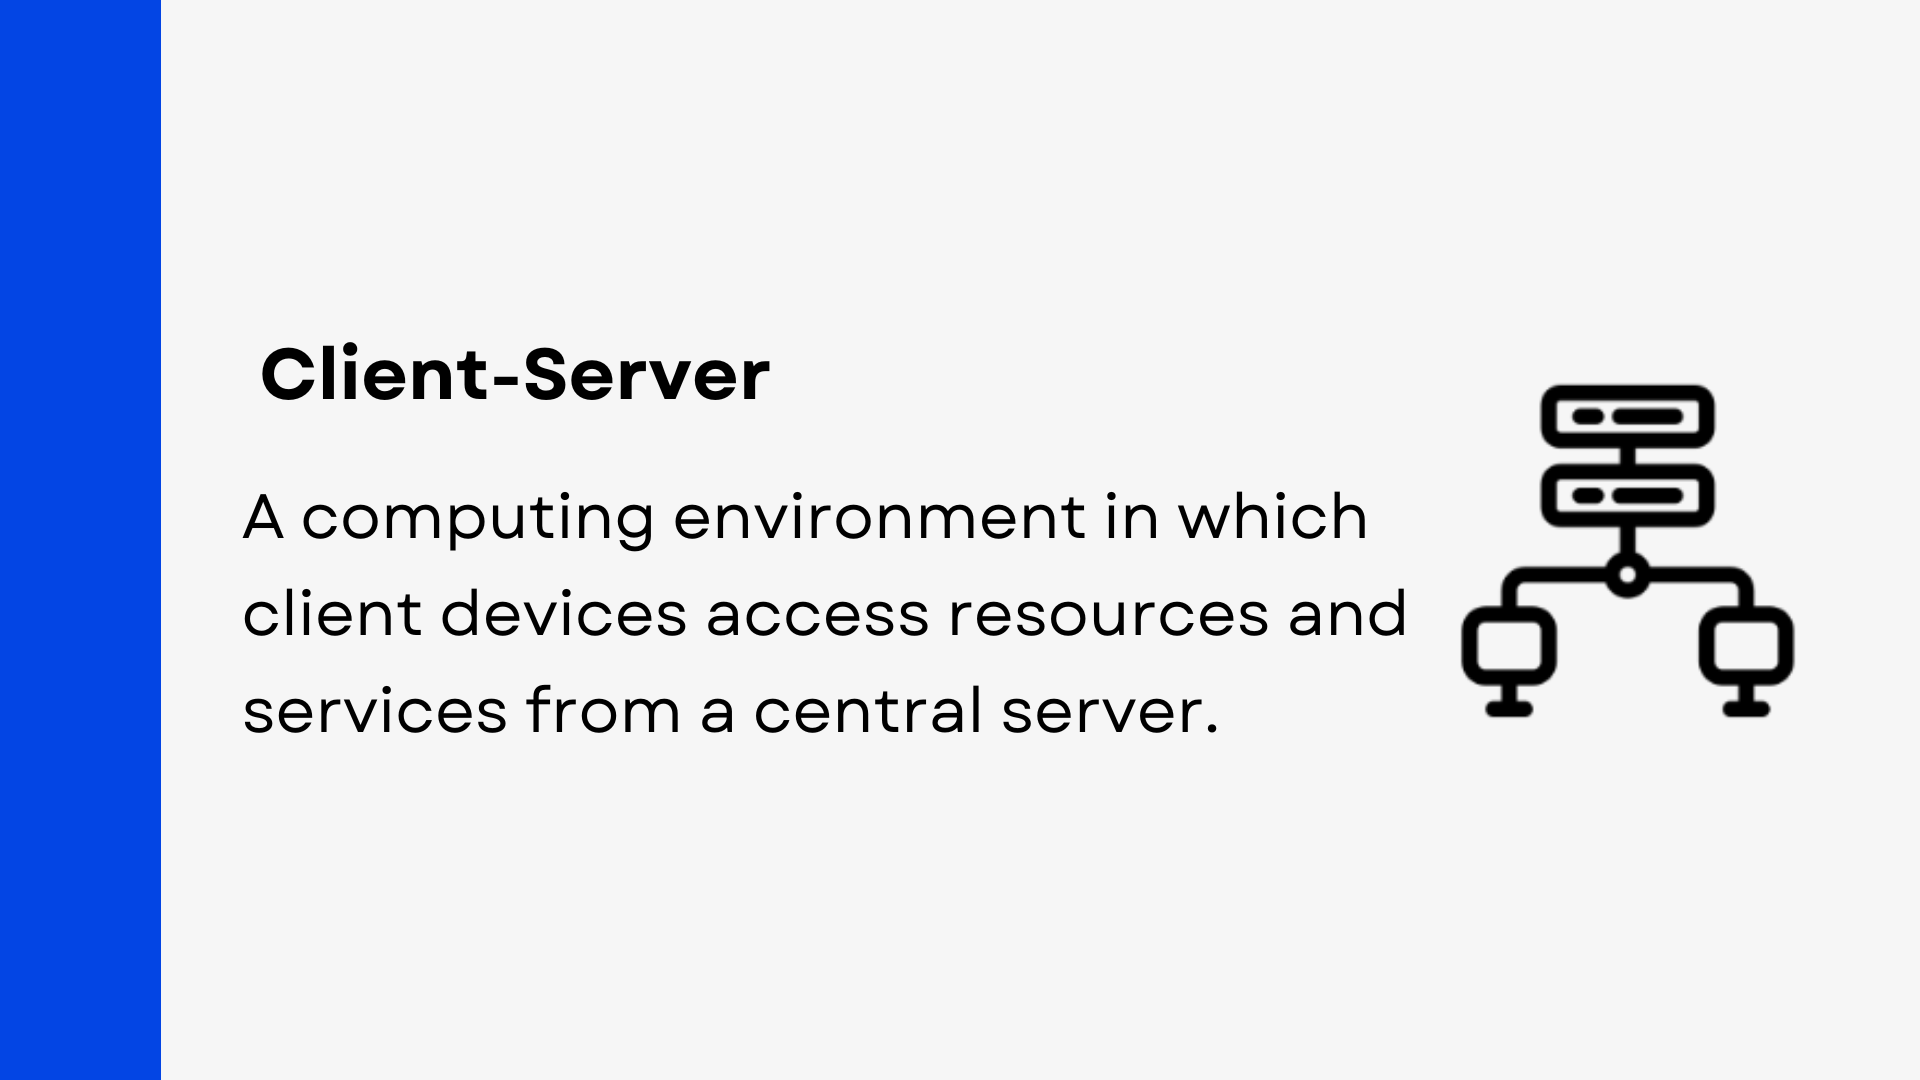 Client-Server
A computing environment in which
client devices access resources and
services from a central server.